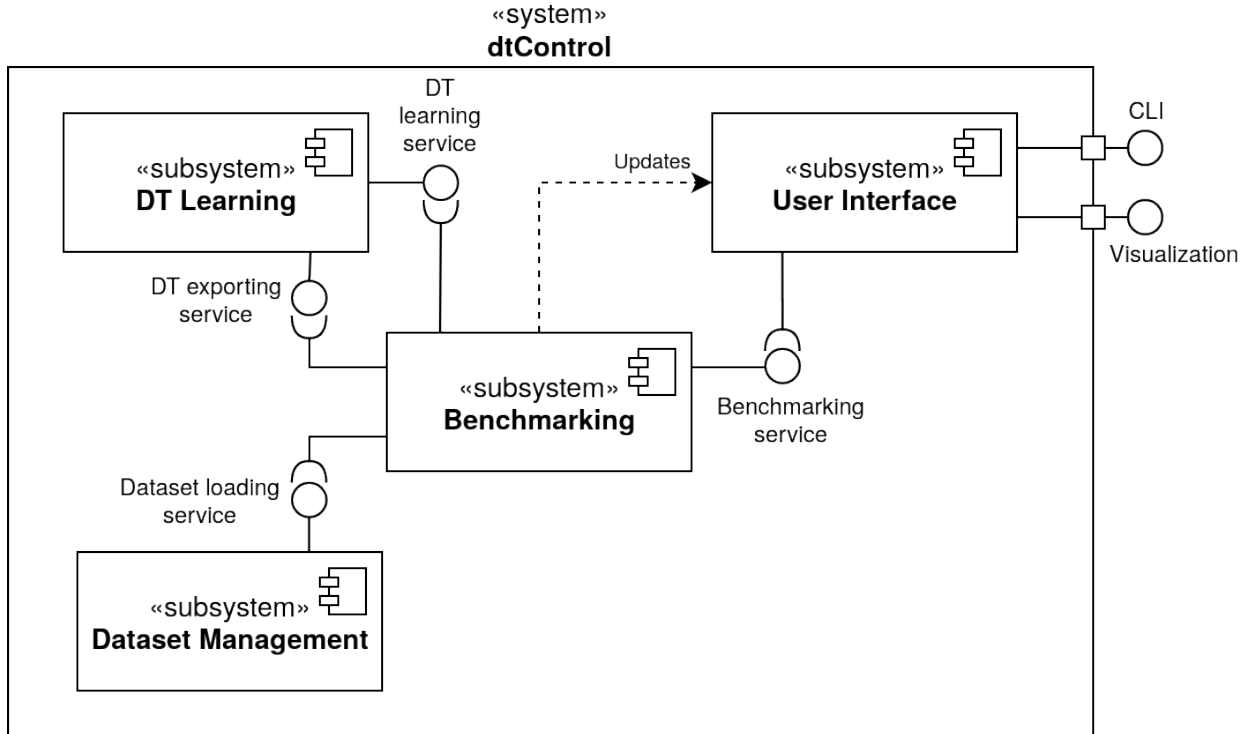 «system»
dtControl
DT
learning
service
CLI
«subsystem»
DT Learning
Updates
«subsystem»
User Interface
Visualization
DT exporting
service
«subsystem»
Benchmarking
Benchmarking
service
Dataset loading
service
«subsystem»
Dataset Management